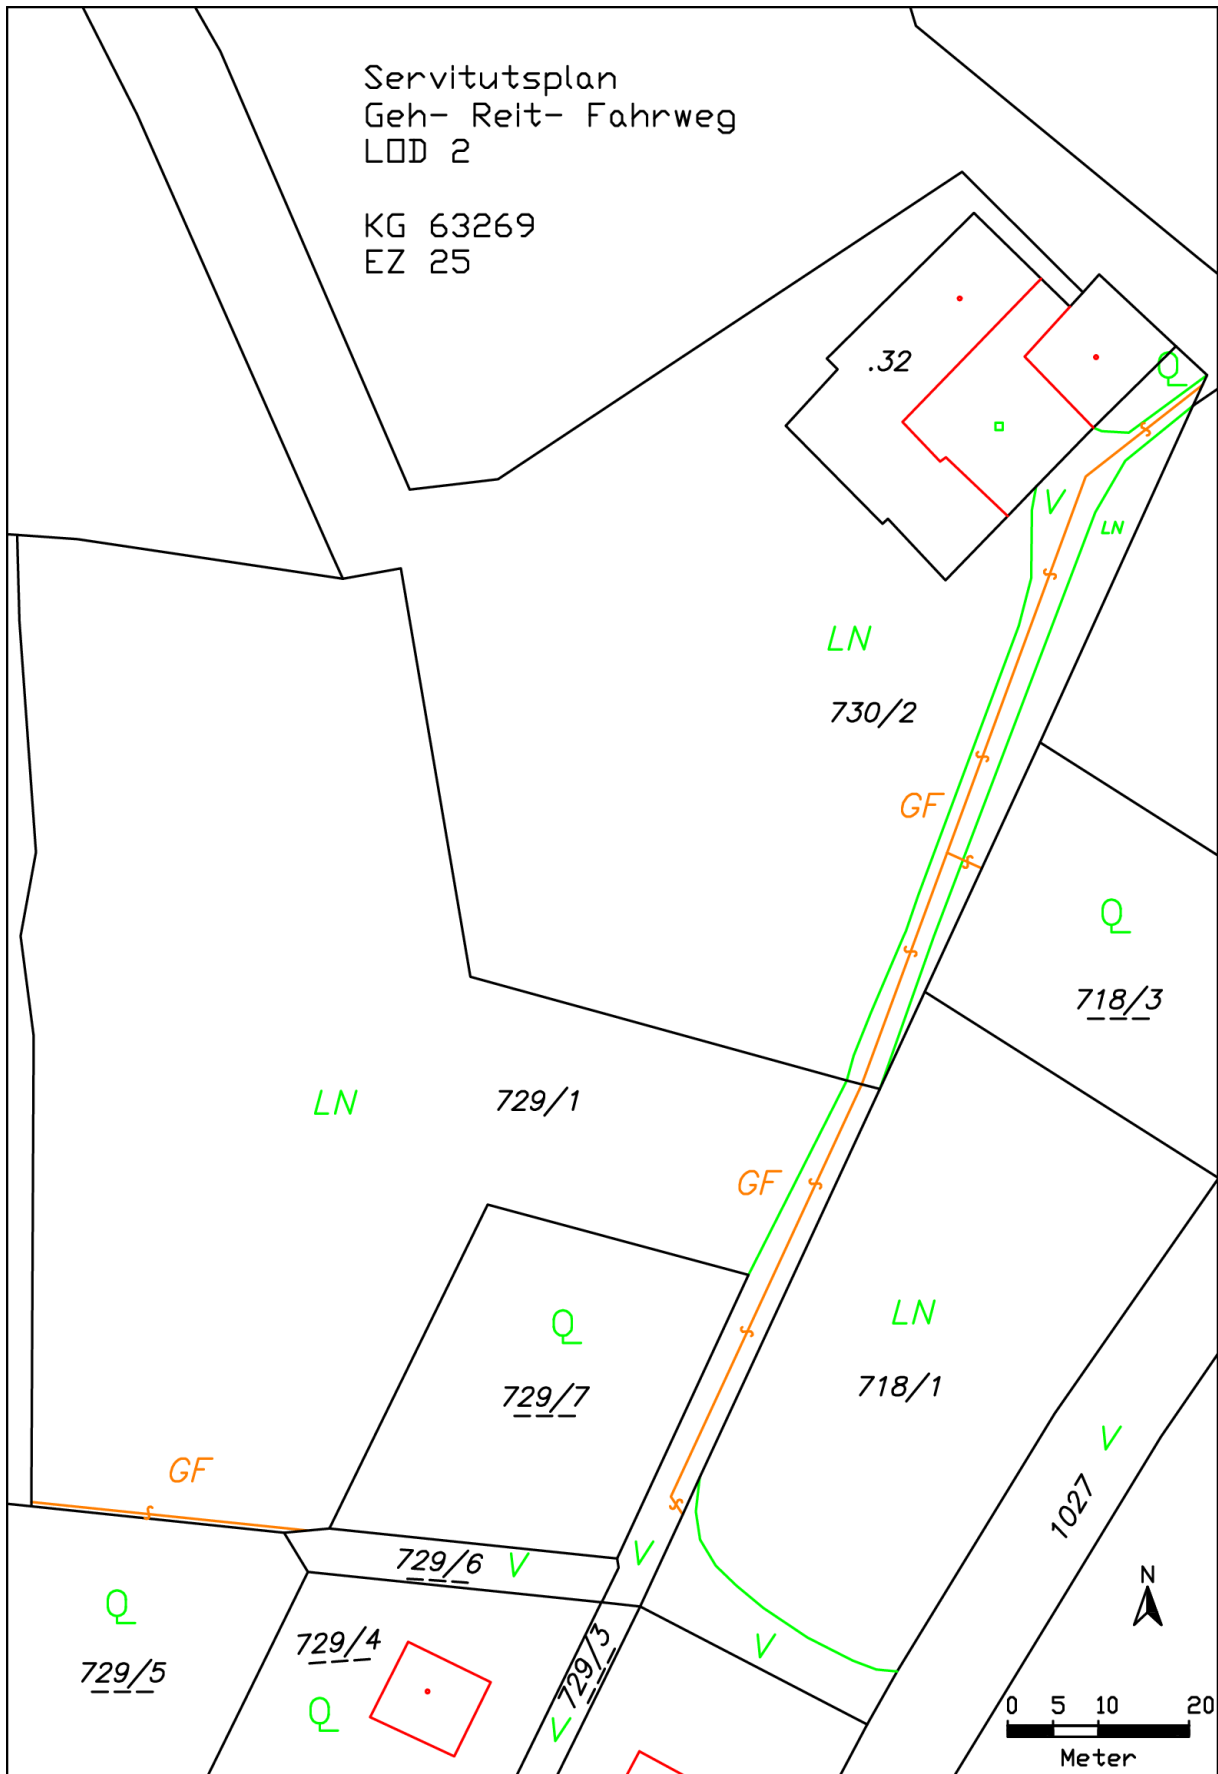 Servitutsplan
Geh- Reit- Fahrweg
LOD 2
KG 63269
EZ 25
.32
Q
V
LN
LN
730/2
GF
Q
718/3
LN
729/1
GF
LN
Q
718/1
729/7
V
GF
1027
729/6
V
V
N
Q
729/4
729/3
V
729/5
Q
V
0 5 10 20
Meter